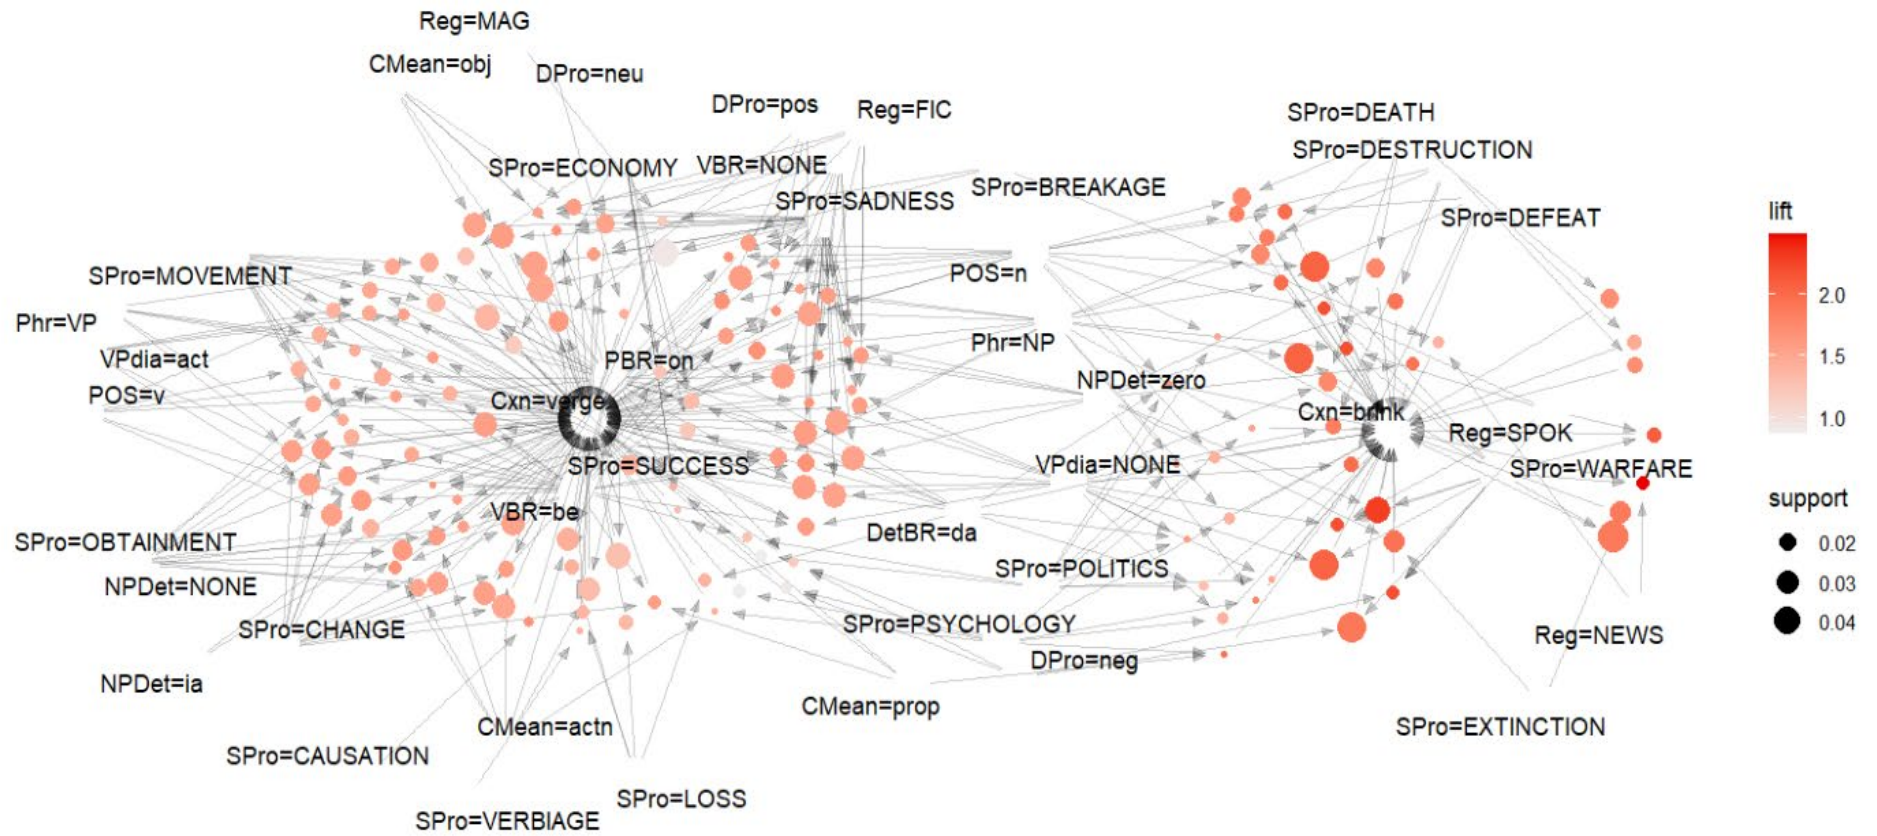 Reg=MAG
CMean=obj
DPro=neu
DPro=pos
Reg=FIC
SPro=DEATH
SPro=DESTRUCTION
SPro=ECONOMY
VBR=NONE
SPro=BREAKAGE
SPro=SADNESS
SPro=DEFEAT
lift
SPro=MOVEMENT
POS=n
2.0
Phr=VP
Phr=NP
VPdia=act
PBR=on
1.5
NPDet=zero
POS=v
Cxn=verge
Cxn=brink
1.0
Reg=SPOK
SPro=SUCCESS
VPdia=NONE
SPro=WARFARE
support
VBR=be
DetBR=da
0.02
SPro=OBTAINMENT
SPro=POLITICS
0.03
NPDet=NONE
SPro=CHANGE
SPro=PSYCHOLOGY
0.04
Reg=NEWS
DPro=neg
NPDet=ia
CMean=prop
CMean=actn
SPro=EXTINCTION
SPro=CAUSATION
SPro=LOSS
SPro=VERBIAGE